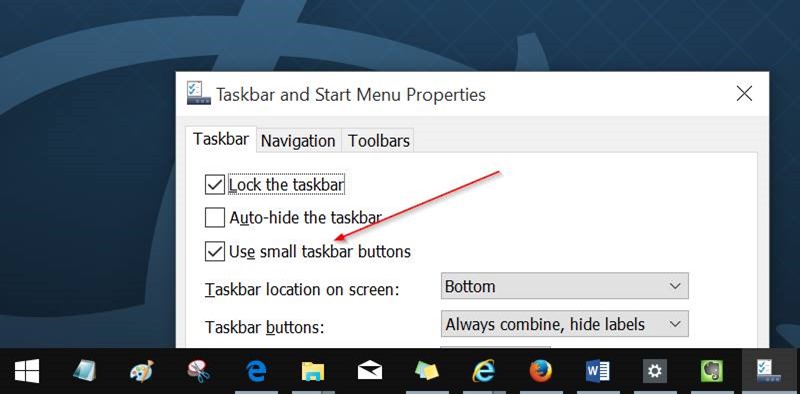 Taskbar and Start Menu Properties
Taskbar Navigation Toolbars
Lock the taskbar
Auto-hide the taskbar
Use small taskbar buttons
Taskbar location on screen: Bottom
Taskbar buttons: Always combine, hide labels